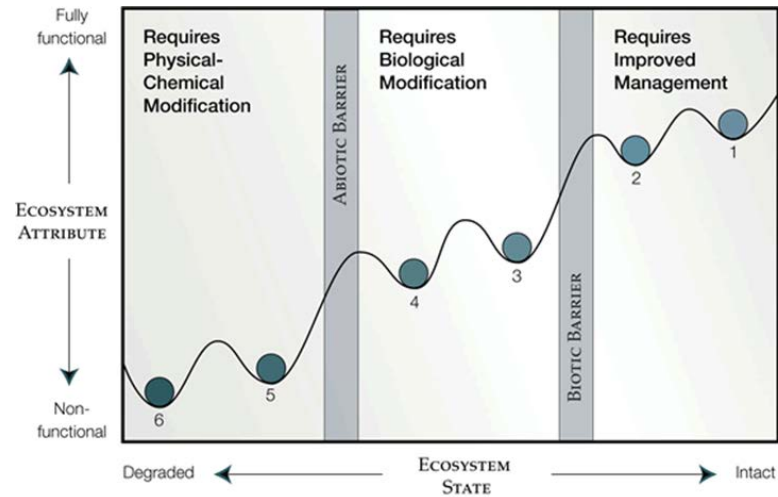 Fully
functional
ECOSYSTEM
ATTRIBUTE
Non-
functional
Requires
Physical-
Chemical
Modification
ABIOTIC BARRIER
Requires
Biological
Modification
BIOTIC BARRIER
Requires
Improved
Management
1
2
3
4
5
6
Degraded
ECOSYSTEM
STATE
Intact